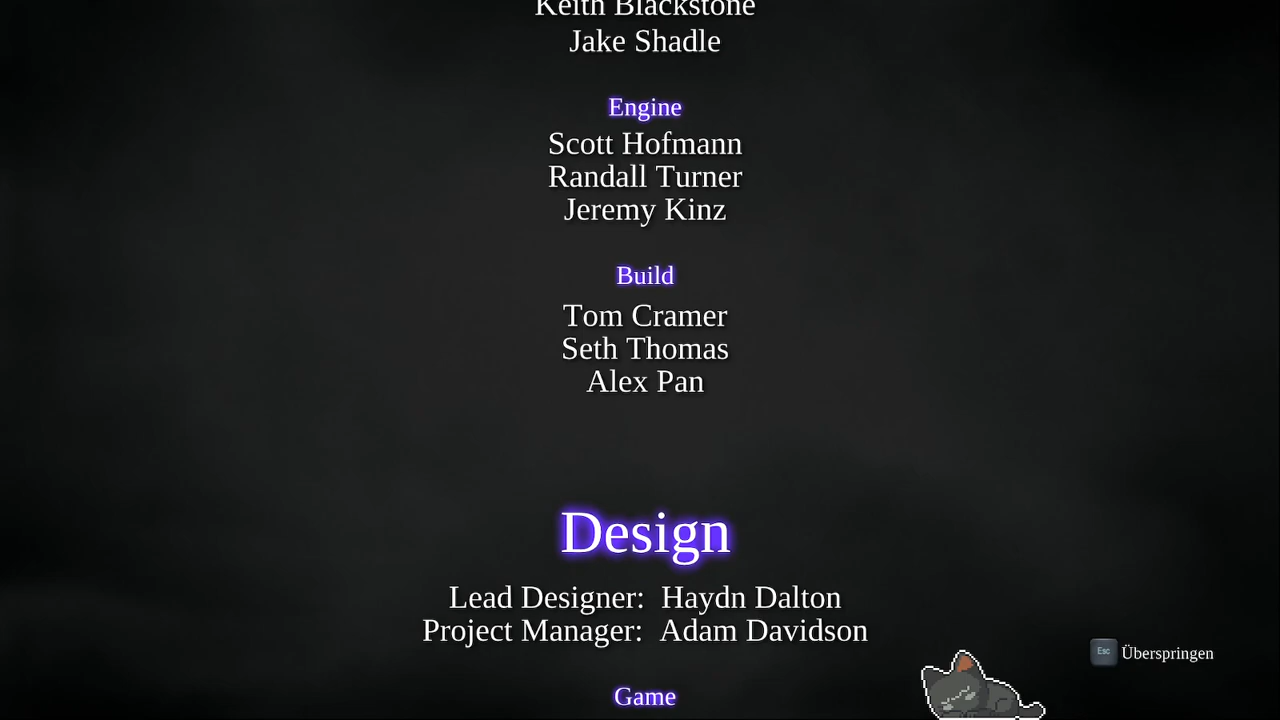 Keith Blackstone
Jake Shadle
Engine
Scott Hofmann
Randall Turner
Jeremy Kinz
Build
Tom Cramer
Seth Thomas
Alex Pan
Design
Lead Designer: Haydn Dalton
Project Manager: Adam Davidson
Esc Überspringen
Game